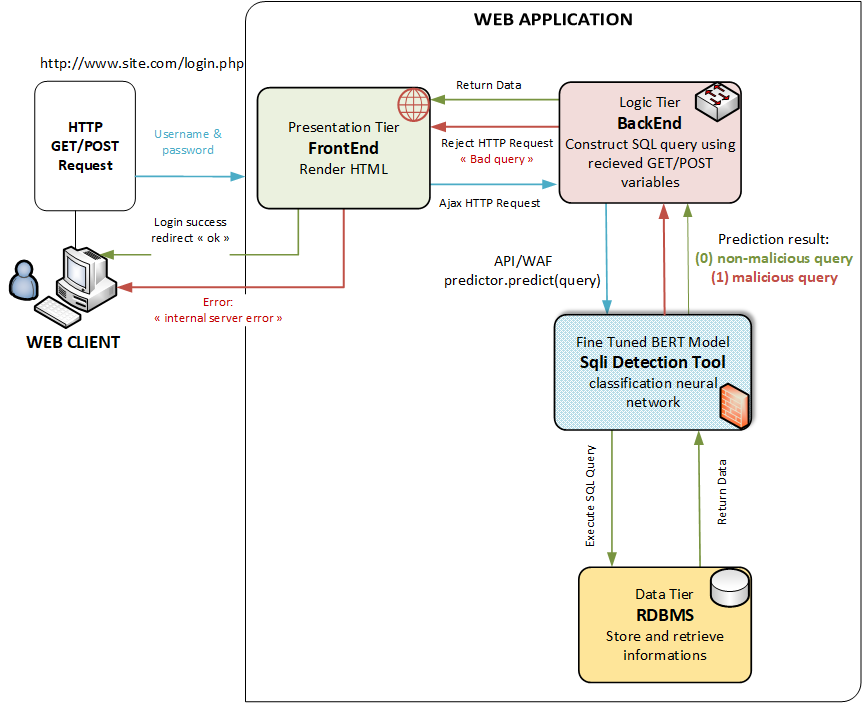 WEB APPLICATION
http://www.site.com/login.php
HTTP
GET/POST
Request
Username &
password
Presentation Tier
FrontEnd
Render HTML
Return Data
Reject HTTP Request
« Bad query »
Ajax HTTP Request
Logic Tier
BackEnd
Construct SQL query using
recieved GET/POST
variables
Login success
redirect « ok »
Error:
« internal server error »
WEB CLIENT
API/WAF
predictor.predict(query)
Prediction result:
(0) non-malicious query
(1) malicious query
Fine Tuned BERT Model
Sqli Detection Tool
classification neural
network
Execute SQL Query
Return Data
Data Tier
RDBMS
Store and retrieve
informations